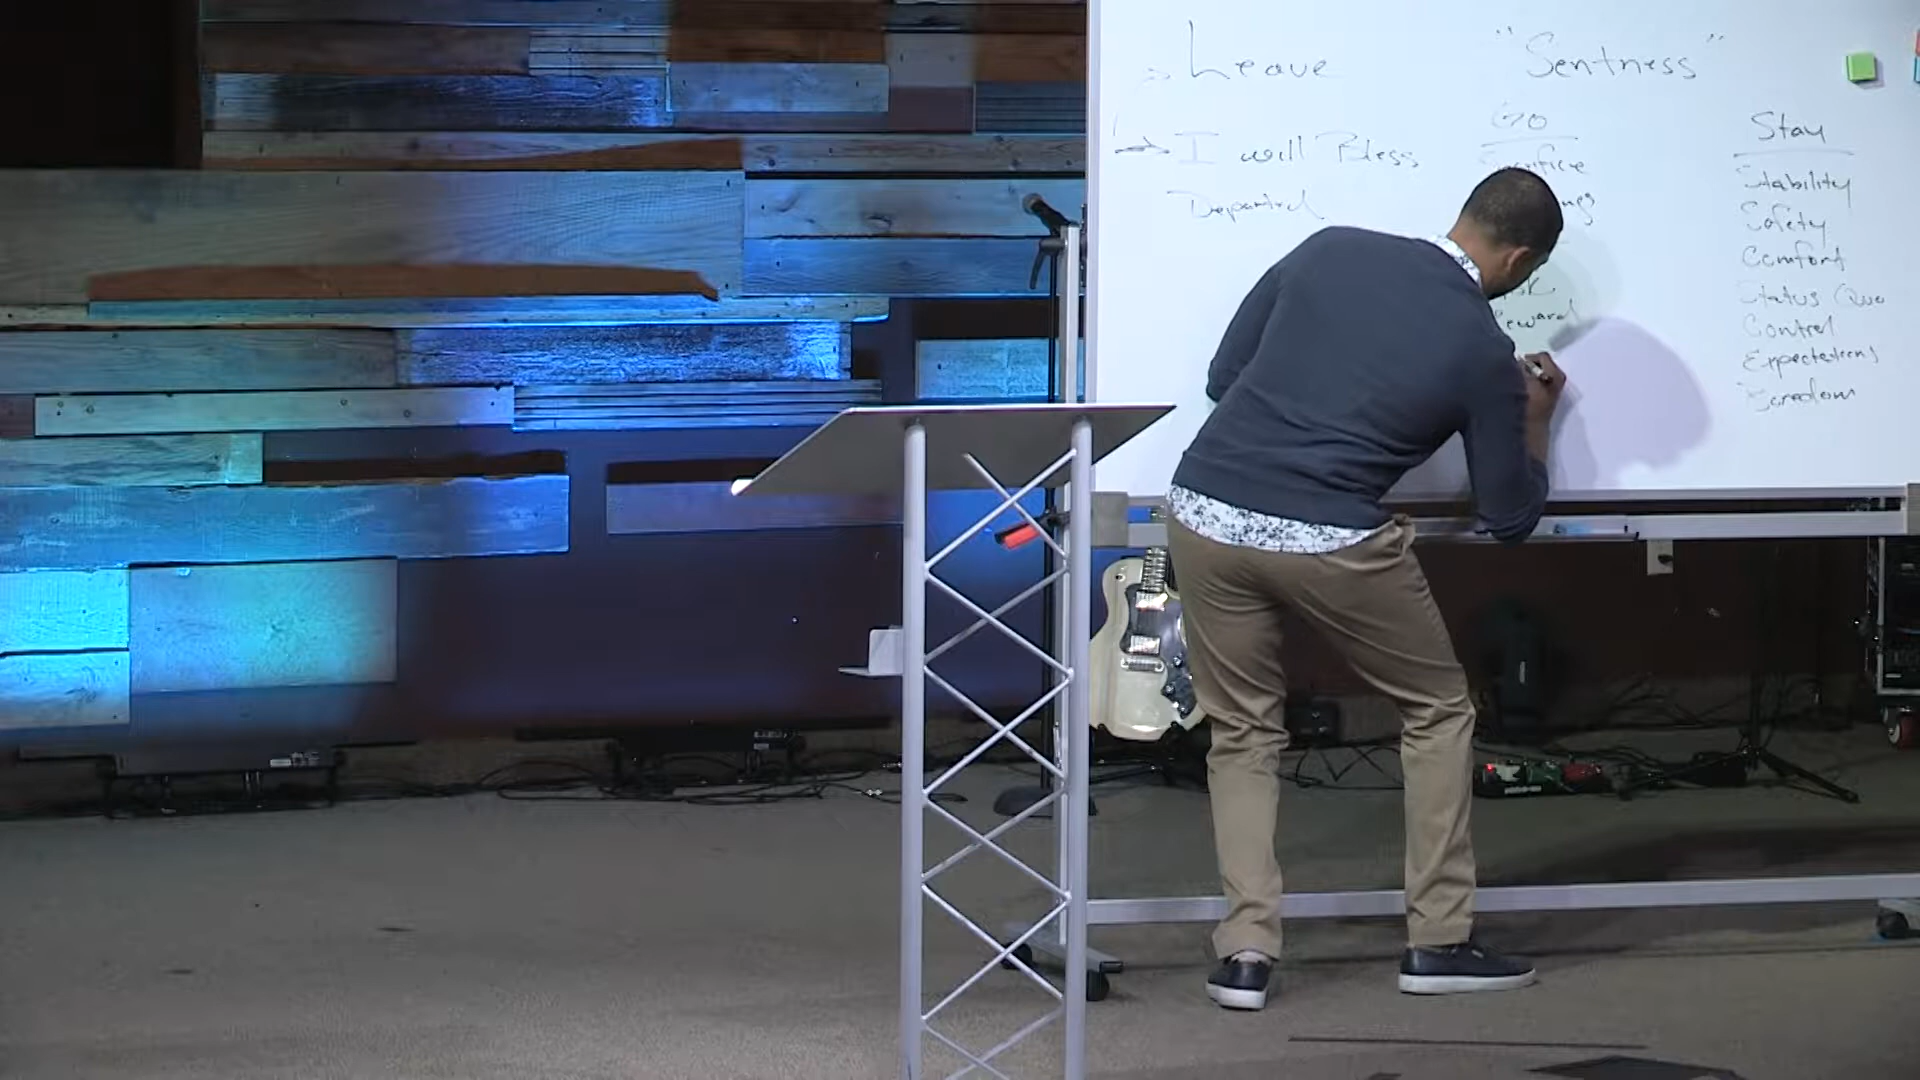 Leave
"Sentness"
→ I will Bless
Departed
Go
Sacrifice
Reward
Stay
Stability
Safety
Comfort
Status Quo
Control
Expectations
Boredom